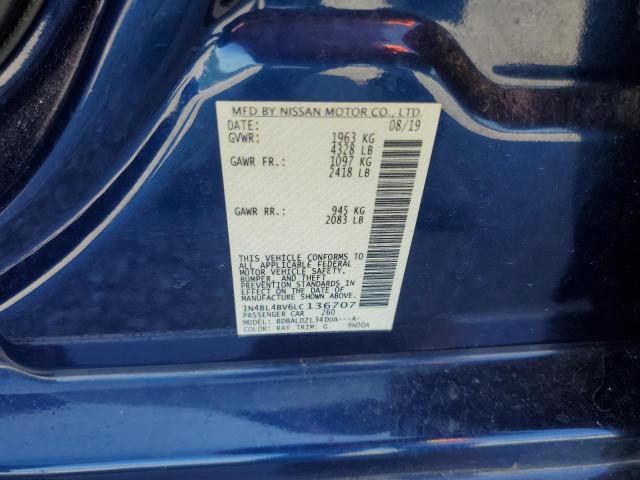 MFD BY NISSAN MOTOR CO., LTD.
DATE: 08/19
GVWR: 1963 KG
4328 LB
GAWR FR.: 1097 KG
2418 LB
GAWR RR.: 945 KG
2083 LB
THIS VEHICLE CONFORMS TO
ALL APPLICABLE FEDERAL
MOTOR VEHICLE SAFETY,
BUMPER, AND THEFT
PREVENTION STANDARDS IN
EFFECT ON THE DATE OF
MANUFACTURE SHOWN ABOVE.
1N4BL4BV6LC136707
PASSENGER CAR 260
MODEL: BDBALDZL34DUA---A-
COLOR: RAY TRIM: G 9N00A